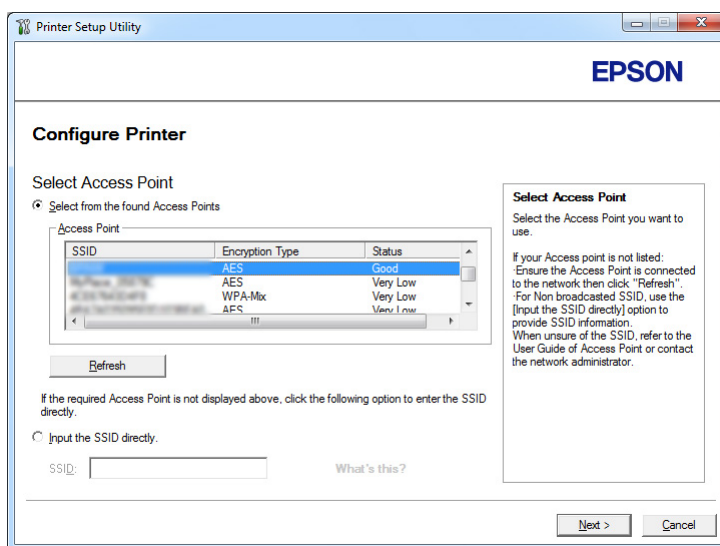 Printer Setup Utility
EPSON
Configure Printer
Select Access Point
Select from the found Access Points
Access Point
SSID Encryption Type Status
AES Good
AES Very Low
WPA-Mix Very Low
AES Very Low
Refresh
If the required Access Point is not displayed above, click the following option to enter the SSID
directly.
Input the SSID directly.
SSID:
What's this?
Select Access Point
Select the Access Point you want to
use.
If your Access point is not listed:
·Ensure the Access Point is connected
to the network then click "Refresh".
·For Non broadcasted SSID, use the
[Input the SSID directly] option to
provide SSID information.
When unsure of the SSID, refer to the
User Guide of Access Point or contact
the network administrator.
Next >
Cancel